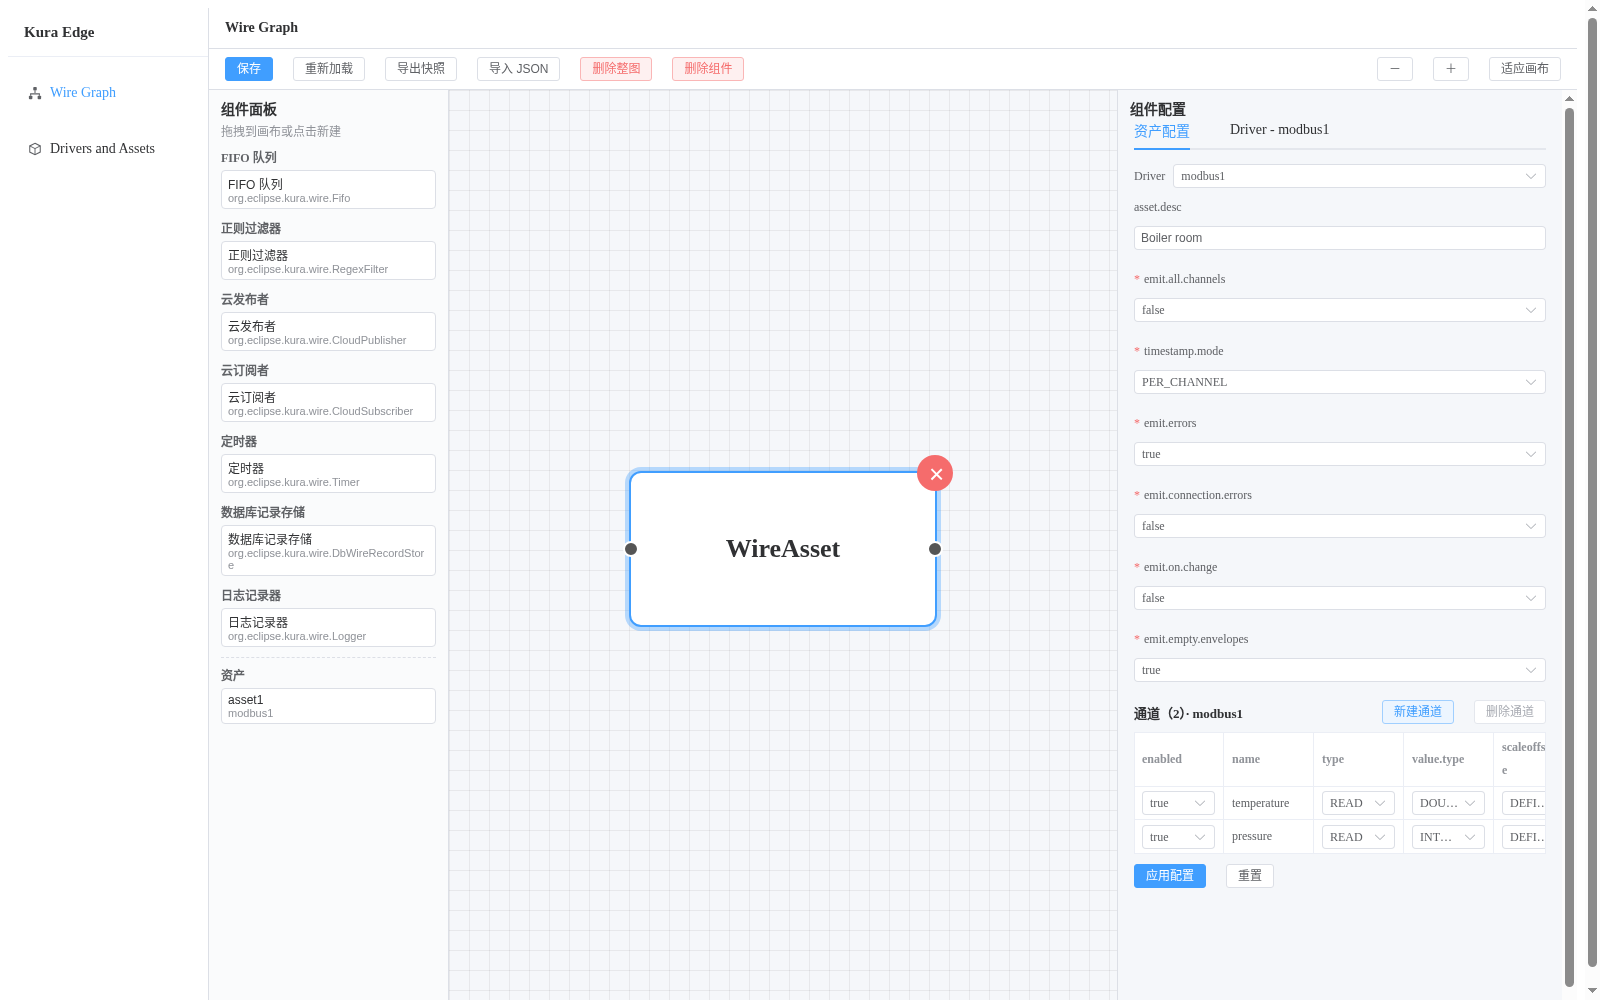 Kura Edge
Wire Graph
Drivers and Assets
Wire Graph
保存
重新加载
导出快照
导入 JSON
删除整图
删除组件
适应画布
组件面板
拖拽到画布或点击新建
FIFO 队列
FIFO 队列
org.eclipse.kura.wire.Fifo
正则过滤器
正则过滤器
org.eclipse.kura.wire.RegexFilter
云发布者
云发布者
org.eclipse.kura.wire.CloudPublisher
云订阅者
云订阅者
org.eclipse.kura.wire.CloudSubscriber
定时器
定时器
org.eclipse.kura.wire.Timer
数据库记录存储
数据库记录存储
org.eclipse.kura.wire.DbWireRecordStor
e
日志记录器
日志记录器
org.eclipse.kura.wire.Logger
资产
asset1
modbus1
WireAsset
组件配置
资产配置
Driver - modbus1
Driver
modbus1
asset.desc
Boiler room
* emit.all.channels
false
* timestamp.mode
PER_CHANNEL
* emit.errors
true
* emit.connection.errors
false
* emit.on.change
false
* emit.empty.envelopes
true
通道（2）· modbus1
新建通道
删除通道
enabled name type value.type scaleoffs
e
true temperature READ DOU... DEFI...
true pressure READ INT... DEFI...
应用配置
重置